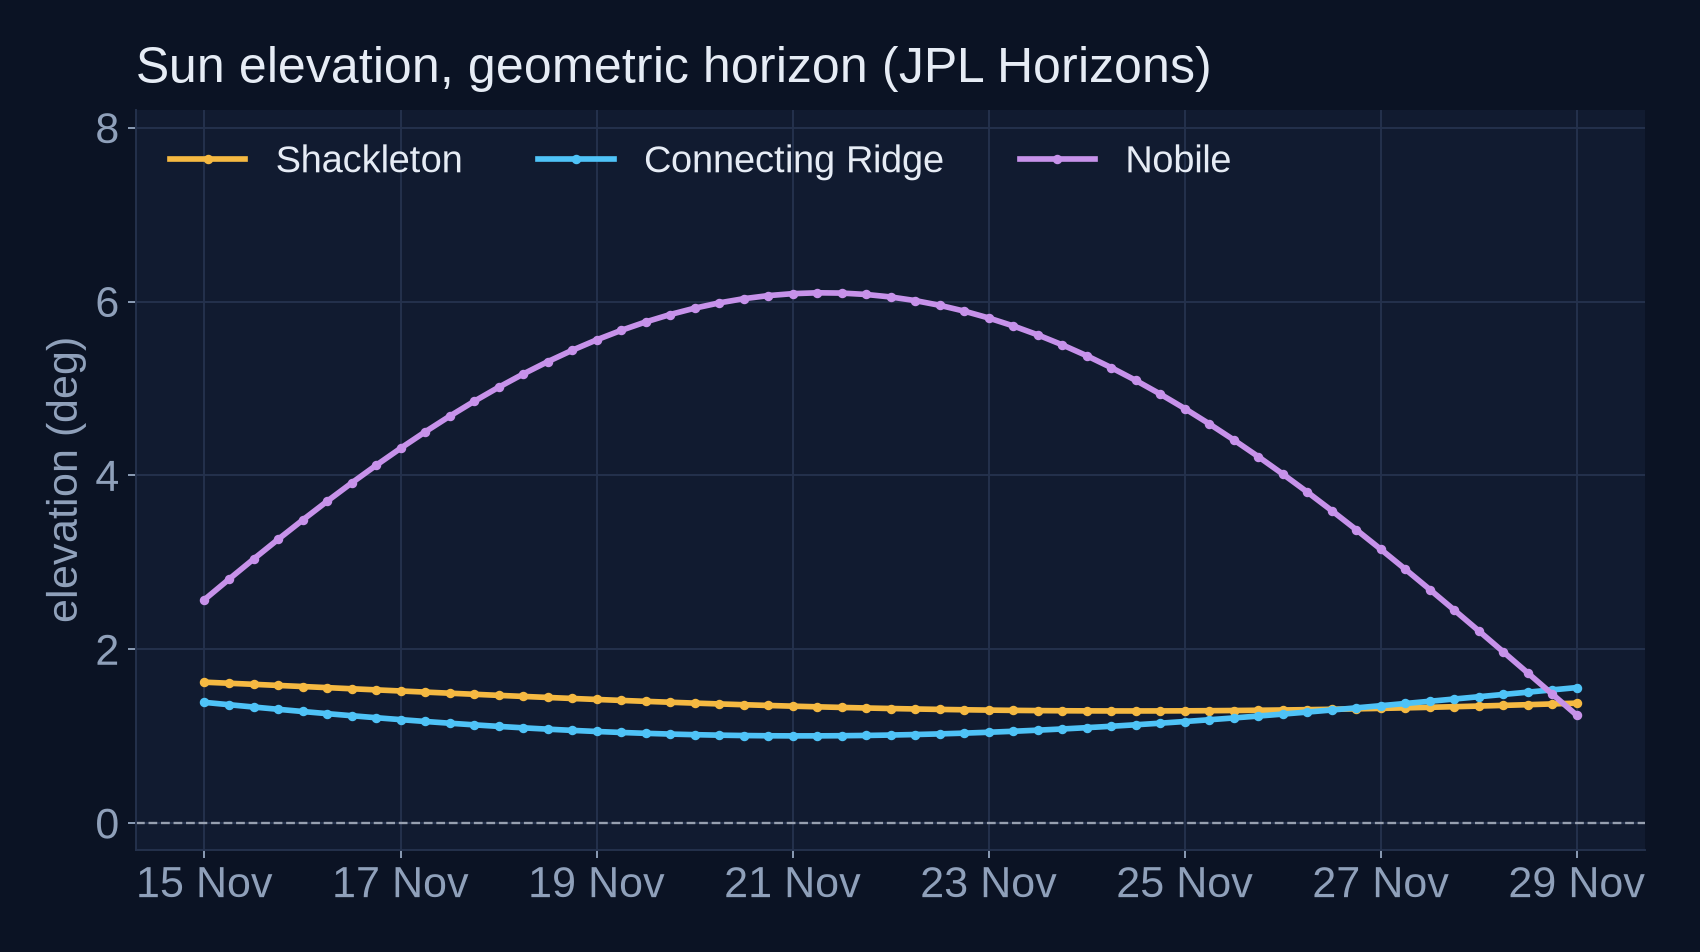 Sun elevation, geometric horizon (JPL Horizons)
Shackleton Connecting Ridge Nobile
elevation (deg)
8
6
4
2
0
15 Nov 17 Nov 19 Nov 21 Nov 23 Nov 25 Nov 27 Nov 29 Nov